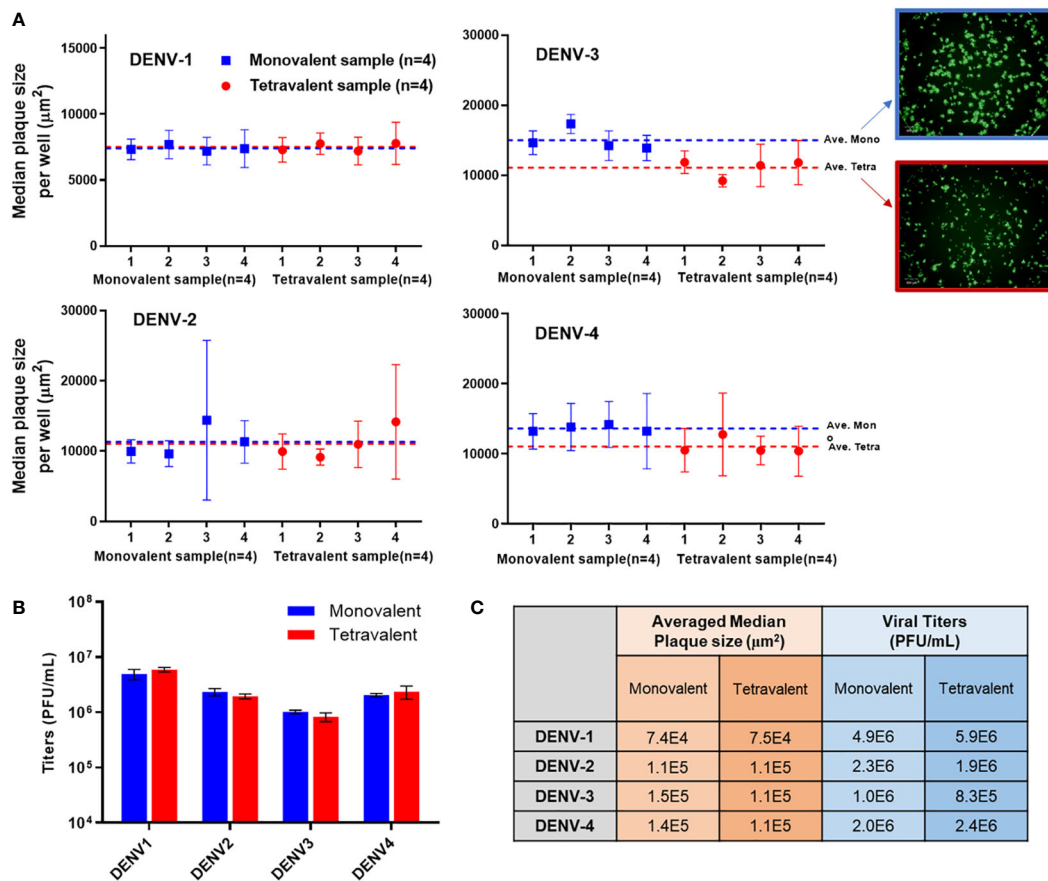 A
DENV-1
Monovalent sample (n=4)
Tetravalent sample (n=4)
Median plaque size
per well (μm²)
15000
10000
5000
0
1 2 3 4 1 2 3 4
Monovalent sample(n=4) Tetravalent sample(n=4)
DENV-3
30000
20000
10000
0
Ave. Mono
Ave. Tetra
1 2 3 4 1 2 3 4
Monovalent sample(n=4) Tetravalent sample(n=4)
DENV-2
Median plaque size
per well (μm²)
30000
20000
10000
0
1 2 3 4 1 2 3 4
Monovalent sample(n=4) Tetravalent sample(n=4)
DENV-4
30000
20000
10000
0
Ave. Mon
o
Ave. Tetra
1 2 3 4 1 2 3 4
Monovalent sample(n=4) Tetravalent sample(n=4)
B
Monovalent
Tetravalent
Titers (PFU/mL)
10⁸
10⁷
10⁶
10⁵
10⁴
DENV1 DENV2 DENV3 DENV4
C
Averaged Median
Plaque size (μm²)
Viral Titers
(PFU/mL)
Monovalent Tetravalent Monovalent Tetravalent
DENV-1 7.4E4 7.5E4 4.9E6 5.9E6
DENV-2 1.1E5 1.1E5 2.3E6 1.9E6
DENV-3 1.5E5 1.1E5 1.0E6 8.3E5
DENV-4 1.4E5 1.1E5 2.0E6 2.4E6